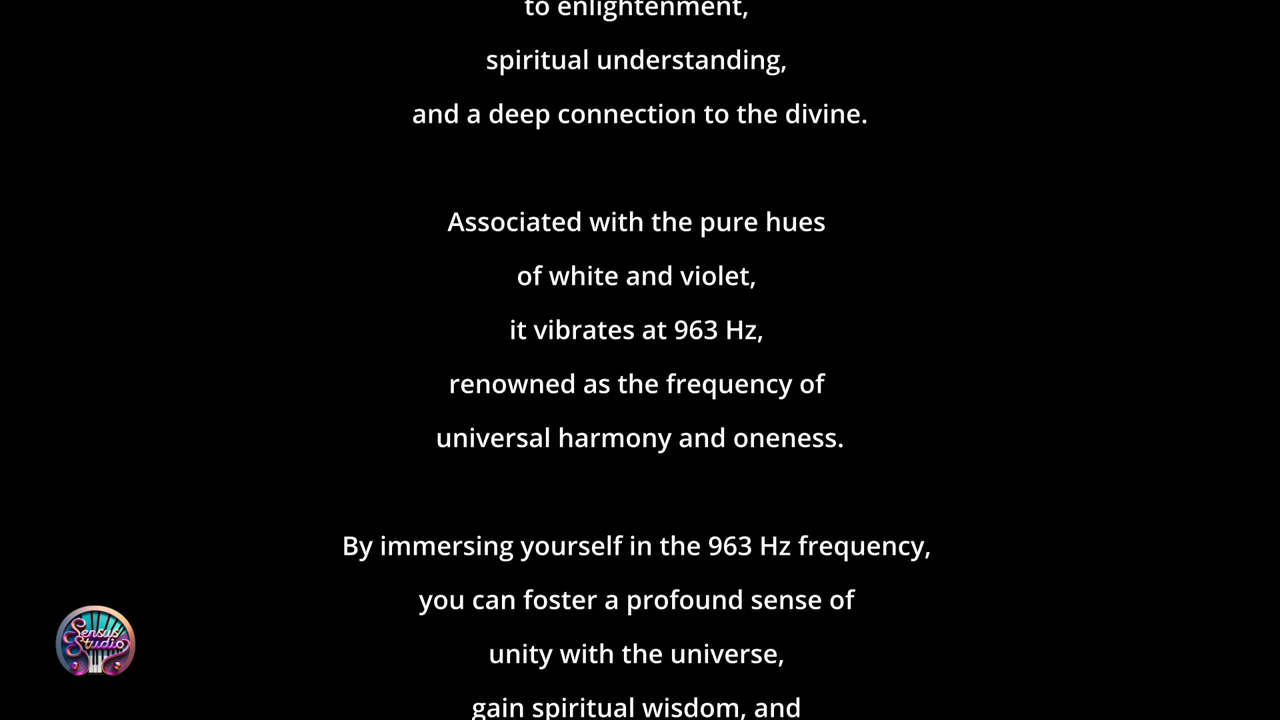 to enlightenment,
spiritual understanding,
and a deep connection to the divine.
Associated with the pure hues
of white and violet,
it vibrates at 963 Hz,
renowned as the frequency of
universal harmony and oneness.
By immersing yourself in the 963 Hz frequency,
you can foster a profound sense of
unity with the universe,
gain spiritual wisdom, and
Sensus
Studio